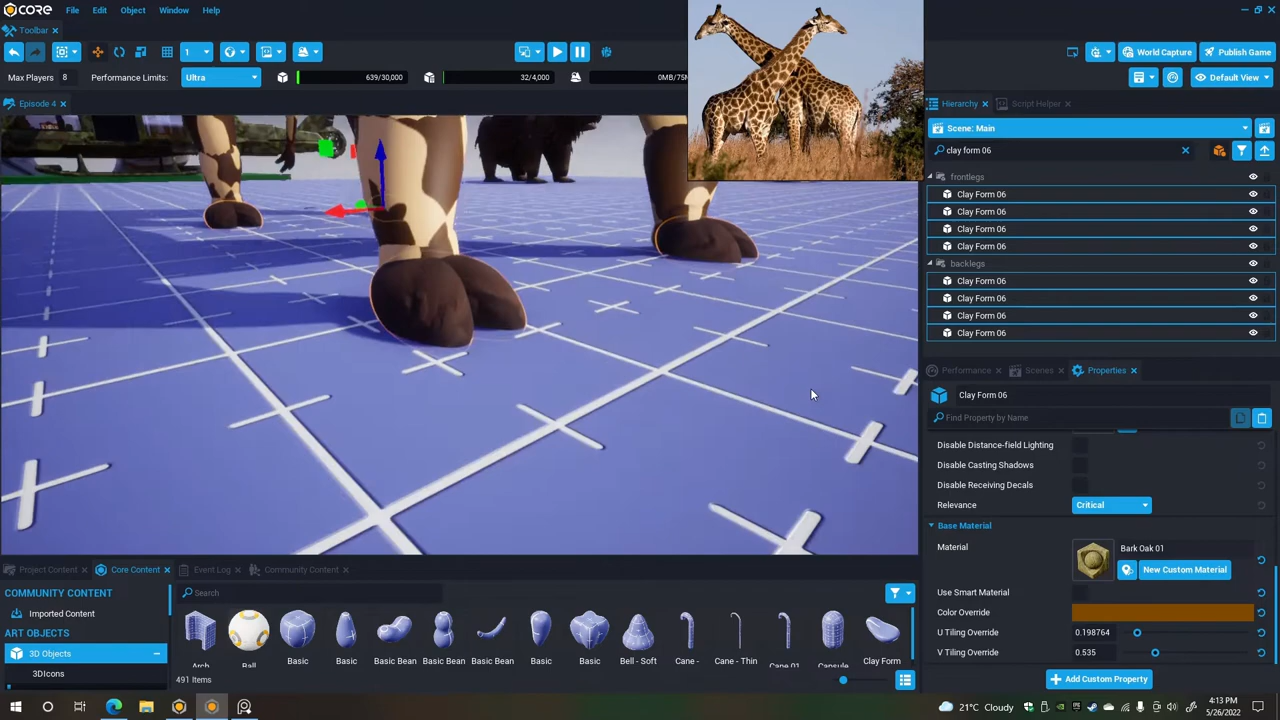 CORE File Edit Object Window Help
Toolbar
1
World Capture Publish Game
Max Players 8 Performance Limits: Ultra 639/30,000 32/4,000 0MB/75M
Default View
Episode 4
Hierarchy Script Helper
Scene: Main
clay form 06
frontlegs
Clay Form 06
Clay Form 06
Clay Form 06
Clay Form 06
backlegs
Clay Form 06
Clay Form 06
Clay Form 06
Clay Form 06
Performance Scenes Properties
Clay Form 06
Find Property by Name
Disable Distance-field Lighting
Disable Casting Shadows
Disable Receiving Decals
Relevance Critical
Base Material
Material Bark Oak 01
New Custom Material
Use Smart Material
Color Override
U Tiling Override 0.198764
V Tiling Override 0.535
Add Custom Property
Project Content Core Content Event Log Community Content
COMMUNITY CONTENT
Imported Content
ART OBJECTS
3D Objects
3DIcons
Search
Arch Ball Basic Basic Basic Bean Basic Bean Basic Bean Basic Basic Bell - Soft Cane - Cane - Thin Cane 01 Capsule Clay Form
491 Items
21°C Cloudy
4:13 PM
5/26/2022